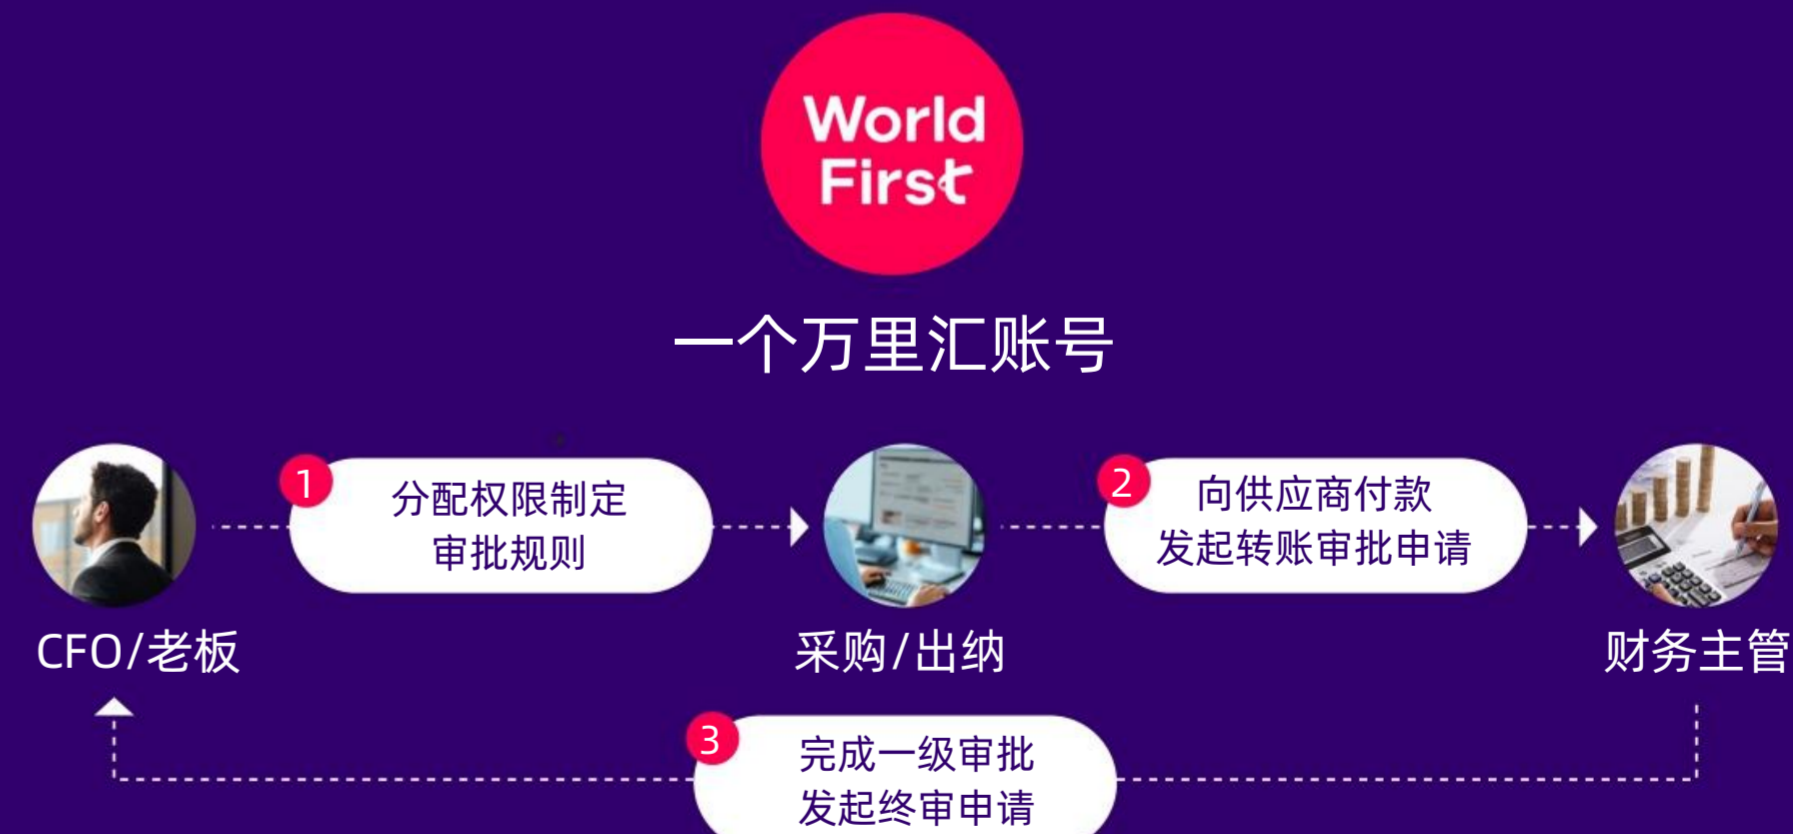 World
First
一个万里汇账号
1
分配权限制定
审批规则
2
向供应商付款
发起转账审批申请
CFO/老板
采购/出纳
财务主管
3
完成一级审批
发起终审申请